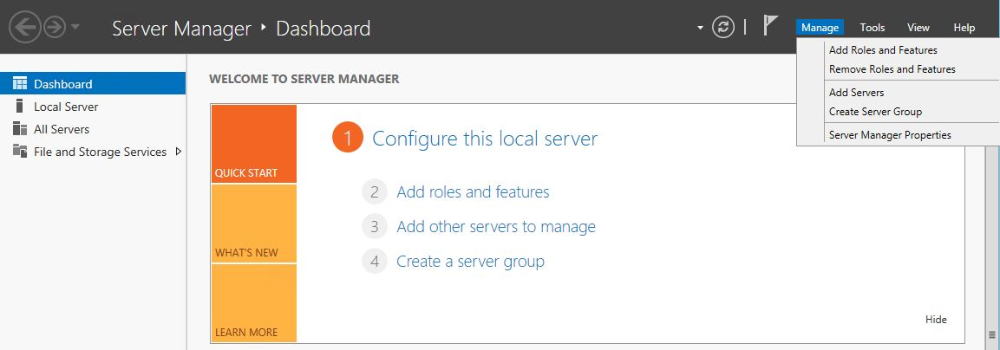 Server Manager ‣ Dashboard
Manage Tools View Help
Add Roles and Features
Remove Roles and Features
Add Servers
Create Server Group
Server Manager Properties
Dashboard
Local Server
All Servers
File and Storage Services
WELCOME TO SERVER MANAGER
QUICK START
WHAT'S NEW
LEARN MORE
1 Configure this local server
2 Add roles and features
3 Add other servers to manage
4 Create a server group
Hide